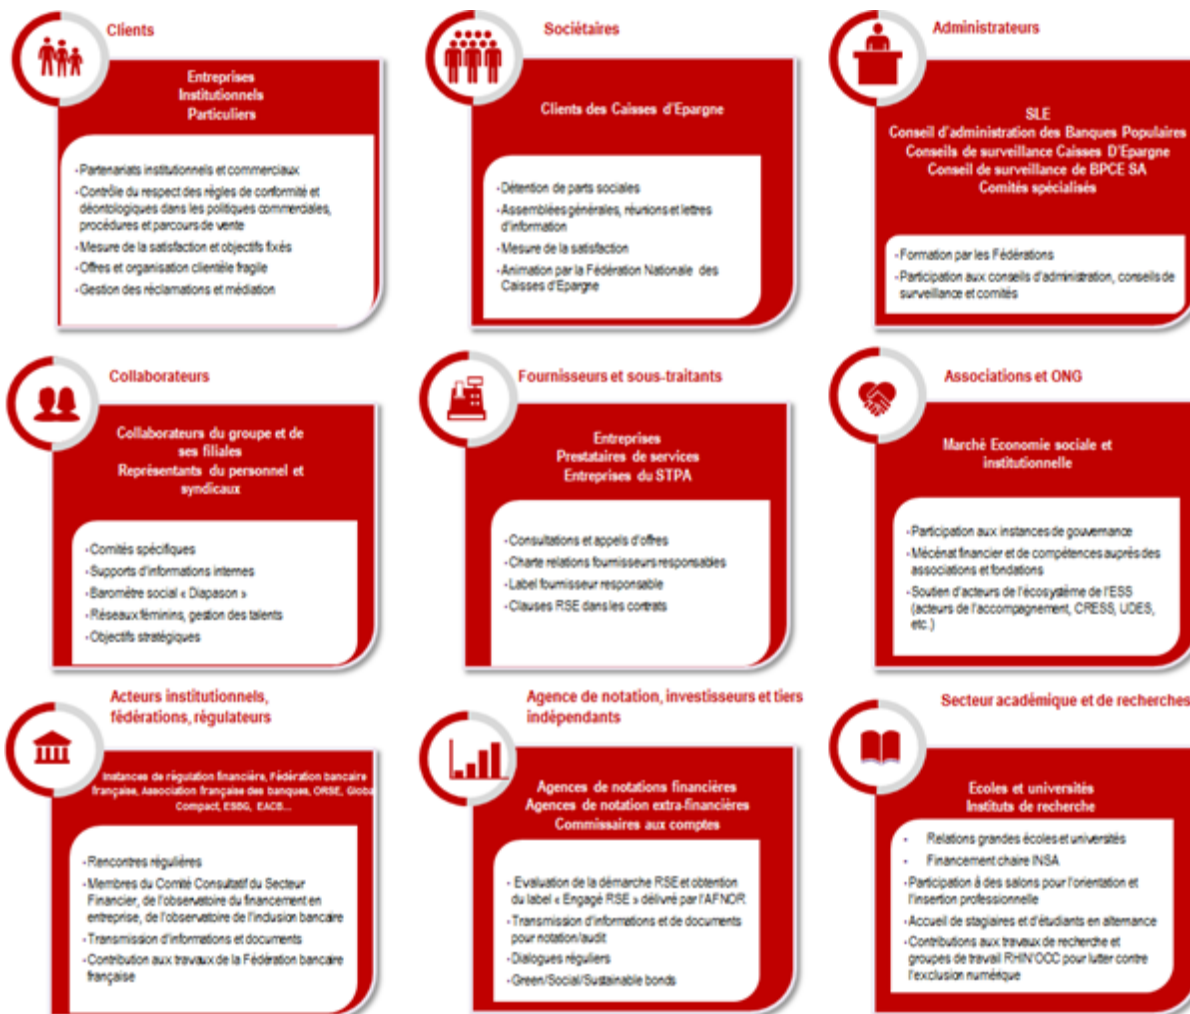 Clients
Entreprises
Institutionnels
Particuliers
-Partenariats institutionnels et commerciaux
-Contrôle du respect des règles de conformité et
déontologiques dans les politiques commerciales,
procédures et parcours de vente
-Mesure de la satisfaction et objectifs fixés
-Offres et organisation clientèle fragile
-Gestion des réclamations et médiation
Sociétaires
Clients des Caisses d'Epargne
-Détention de parts sociales
-Assemblées générales, réunions et lettres
d'information
-Mesure de la satisfaction
-Animation par la Fédération Nationale des
Caisses d'Epargne
Administrateurs
SLE
Conseil d'administration des Banques Populaires
Conseils de surveillance Caisses D'Epargne
Conseil de surveillance de BPCE SA
Comités spécialisés
-Formation par les Fédérations
-Participation aux conseils d'administration, conseils de
surveillance et comités
Collaborateurs
Collaborateurs du groupe et de
ses filiales
Représentants du personnel et
syndicaux
-Comités spécifiques
-Supports d'informations internes
-Baromètre social « Diapason »
-Réseaux féminins, gestion des talents
-Objectifs stratégiques
Fournisseurs et sous-traitants
Entreprises
Prestataires de services
Entreprises du STPA
-Consultations et appels d'offres
-Charte relations fournisseurs responsables
-Label fournisseur responsable
-Clauses RSE dans les contrats
Associations et ONG
Marché Economie sociale et
institutionnelle
-Participation aux instances de gouvernance
-Mécénat financier et de compétences auprès des
associations et fondations
-Soutien d'acteurs de l'écosystème de l'ESS
(acteurs de l'accompagnement, CRESS, UDES,
etc.)
Acteurs institutionnels,
fédérations, régulateurs
Instances de régulation financière, Fédération bancaire
française, Association française des banques, ORSE, Global
Compact, ESBG, EACB...
-Rencontres régulières
-Membres du Comité Consultatif du Secteur
Financier, de l'observatoire du financement en
entreprise, de l'observatoire de l'inclusion bancaire
-Transmission d'informations et documents
-Contribution aux travaux de la Fédération bancaire
française
Agence de notation, investisseurs et tiers
indépendants
Agences de notations financières
Agences de notation extra-financières
Commissaires aux comptes
- Evaluation de la démarche RSE et obtention
du label « Engagé RSE » délivré par l'AFNOR
-Transmission d'informations et de documents
pour notation/audit
-Dialogues réguliers
-Green/Social/Sustainable bonds
Secteur académique et de recherches
Ecoles et universités
Instituts de recherche
• Relations grandes écoles et universités
• Financement chaire INSA
-Participation à des salons pour l'orientation et
l'insertion professionnelle
-Accueil de stagiaires et d'étudiants en alternance
-Contributions aux travaux de recherche et
groupes de travail RHIN'OCC pour lutter contre
l'exclusion numérique